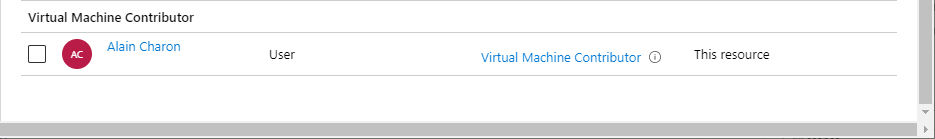 Virtual Machine Contributor
AC Alain Charon User Virtual Machine Contributor This resource